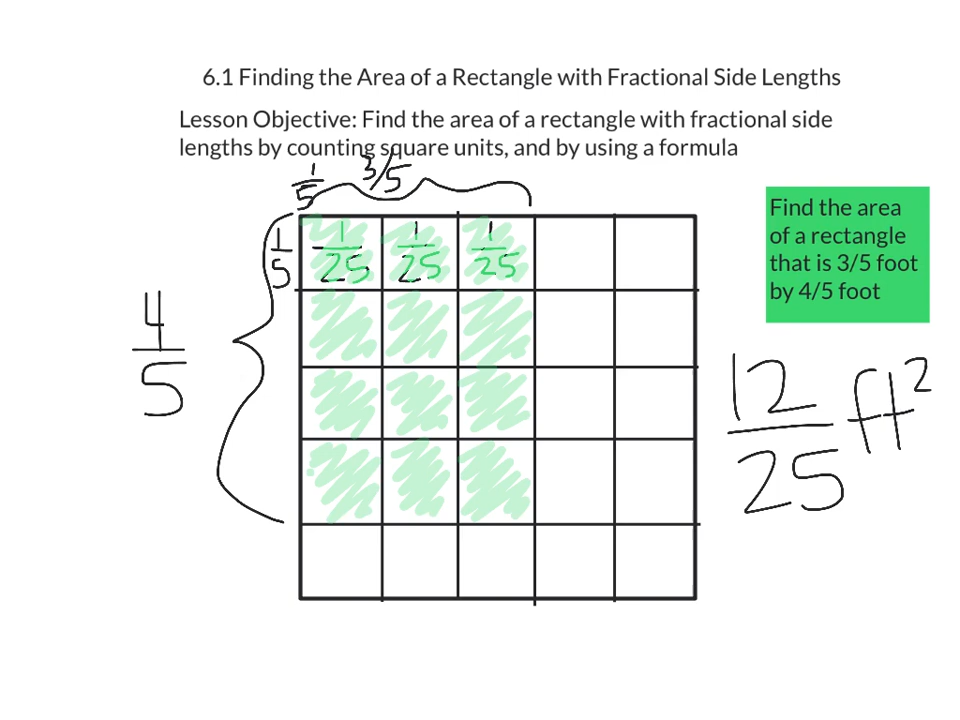 6.1 Finding the Area of a Rectangle with Fractional Side Lengths
Lesson Objective: Find the area of a rectangle with fractional side
lengths by counting square units, and by using a formula
1/5
3/5
1/5
1/25 1/25 1/25
4/5
Find the area
of a rectangle
that is 3/5 foot
by 4/5 foot
12/25 ft²